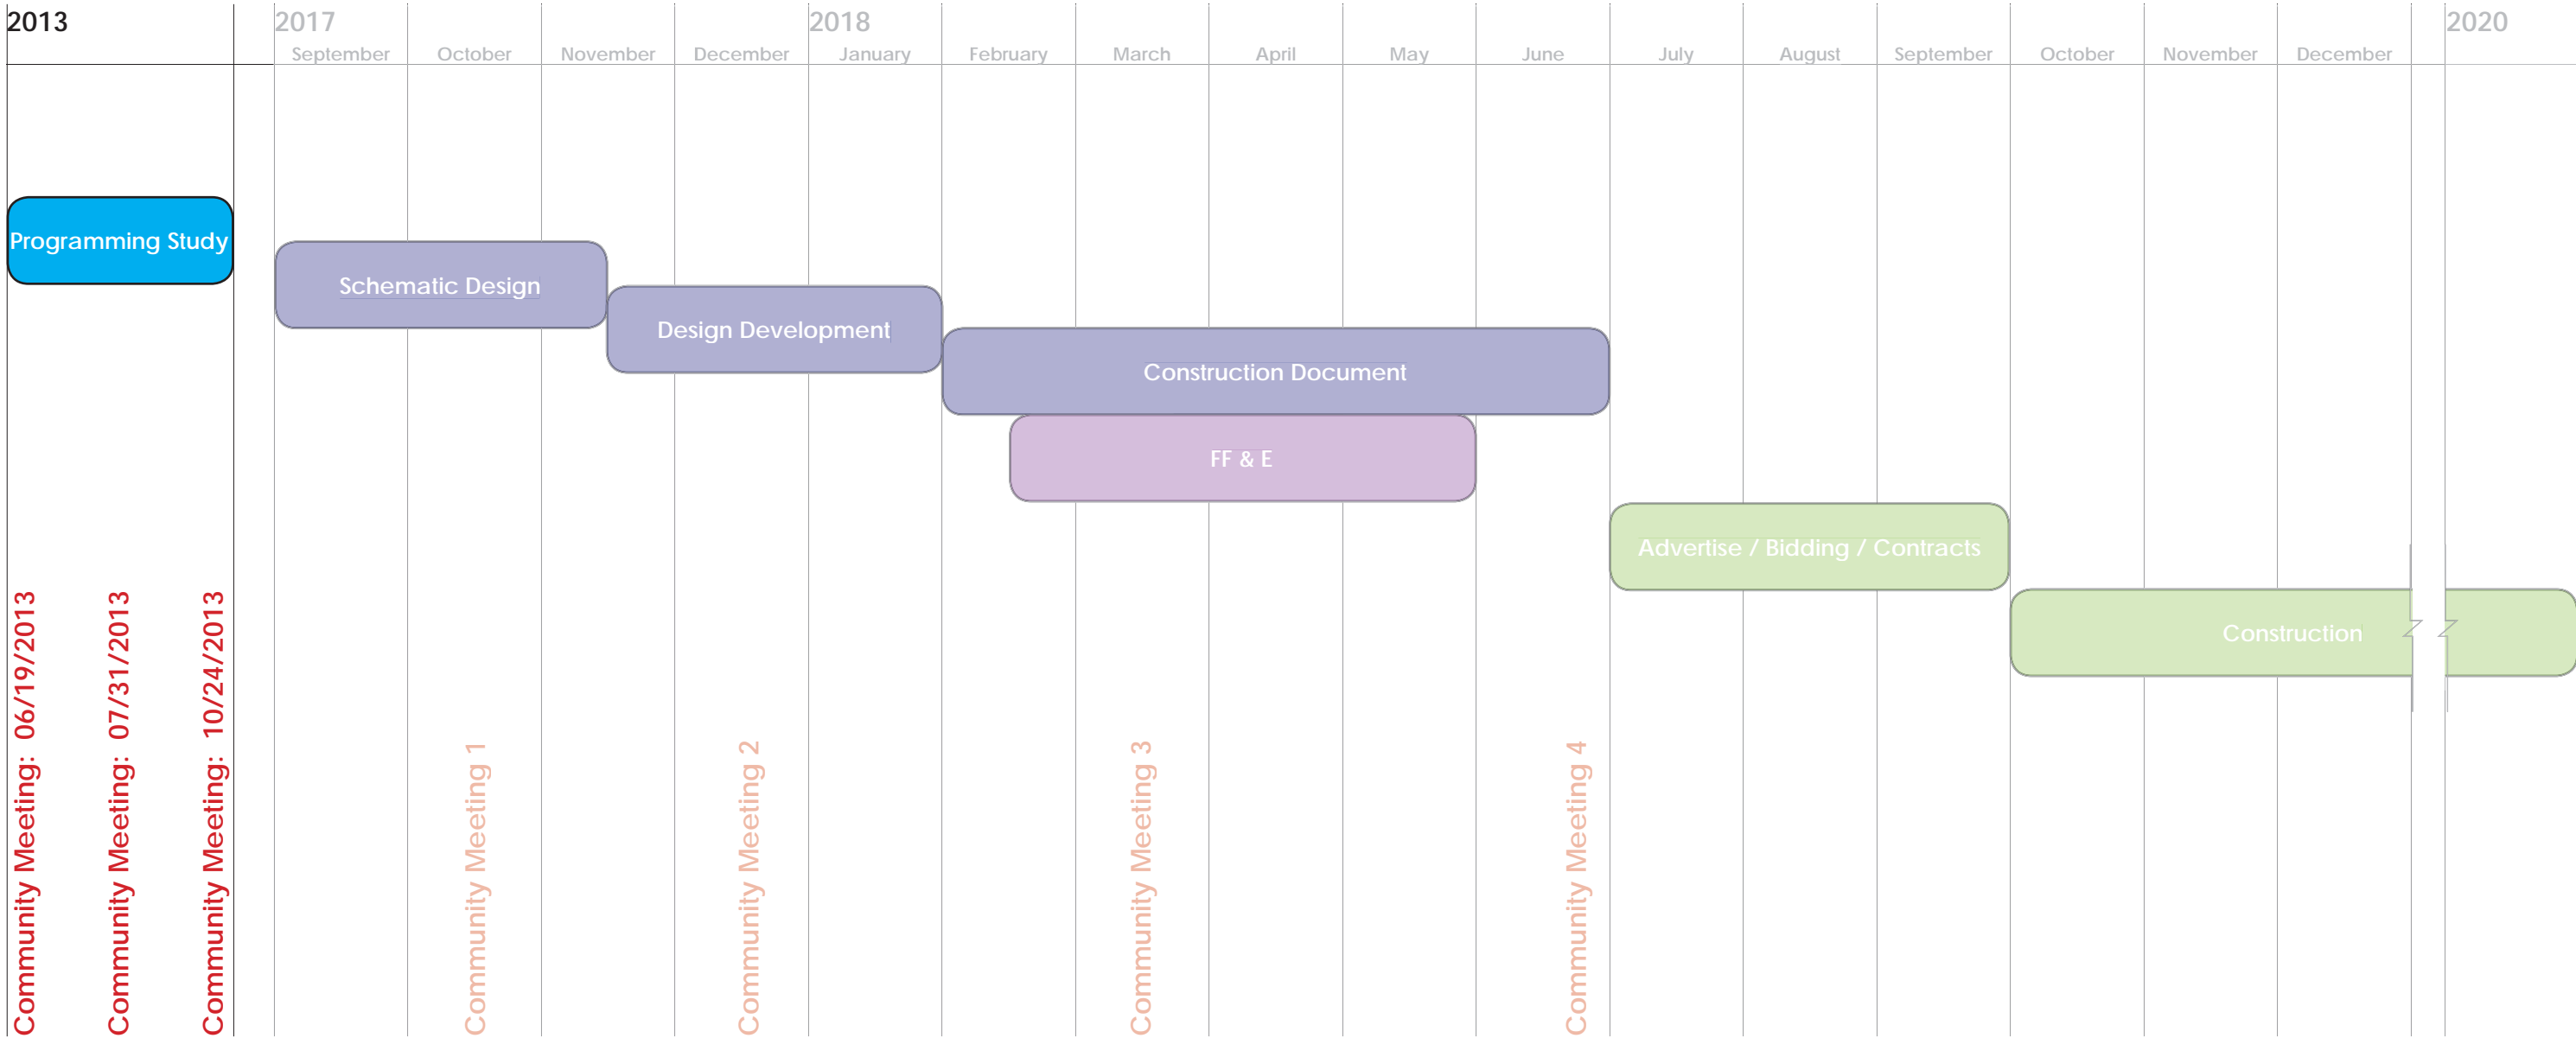 2013
2017
2018
2020
September
October
November
December
January
February
March
April
May
June
July
August
September
October
November
December
Programming Study
Schematic Design
Design Development
Construction Document
FF & E
Advertise / Bidding / Contracts
Construction
Community Meeting: 06/19/2013
Community Meeting: 07/31/2013
Community Meeting: 10/24/2013
Community Meeting 1
Community Meeting 2
Community Meeting 3
Community Meeting 4